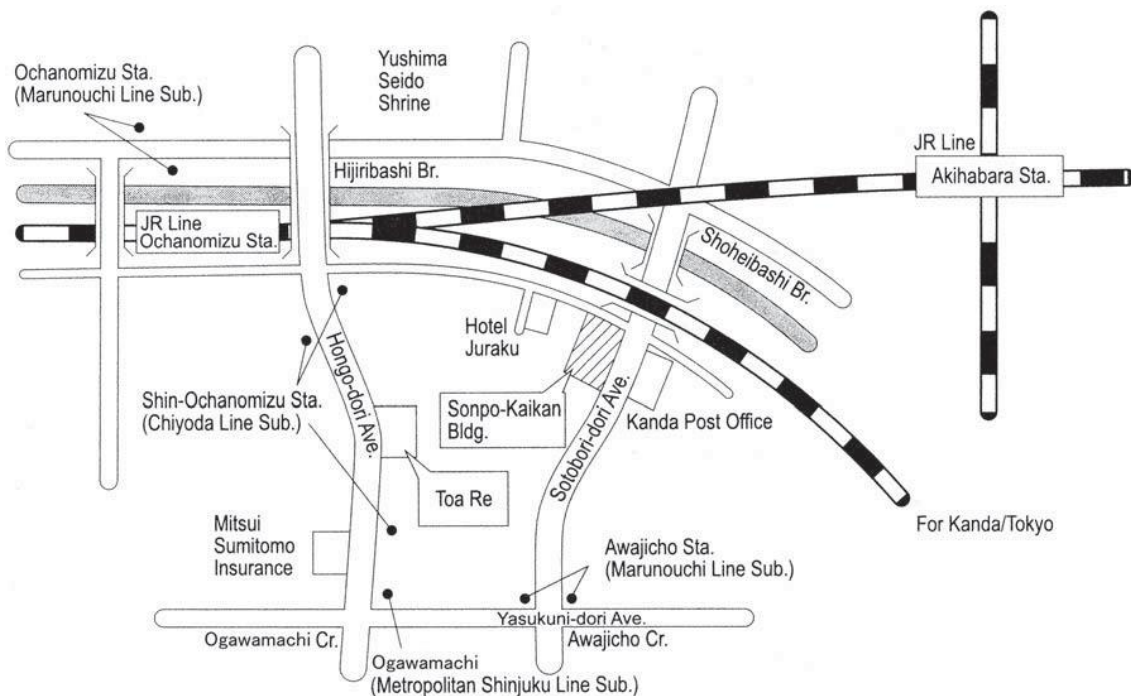 Ochanomizu Sta.
(Marunouchi Line Sub.)
Yushima
Seido
Shrine
JR Line
Akihabara Sta.
Hijiribashi Br.
JR Line
Ochanomizu Sta.
Shoheibashi Br.
Hotel
Juraku
Hongo-dori Ave.
Shin-Ochanomizu Sta.
(Chiyoda Line Sub.)
Sonpo-Kaikan
Bldg.
Sotobori-dori Ave.
Kanda Post Office
Toa Re
For Kanda/Tokyo
Mitsui
Sumitomo
Insurance
Awajicho Sta.
(Marunouchi Line Sub.)
Yasukuni-dori Ave.
Ogawamachi Cr.
Awajicho Cr.
Ogawamachi
(Metropolitan Shinjuku Line Sub.)